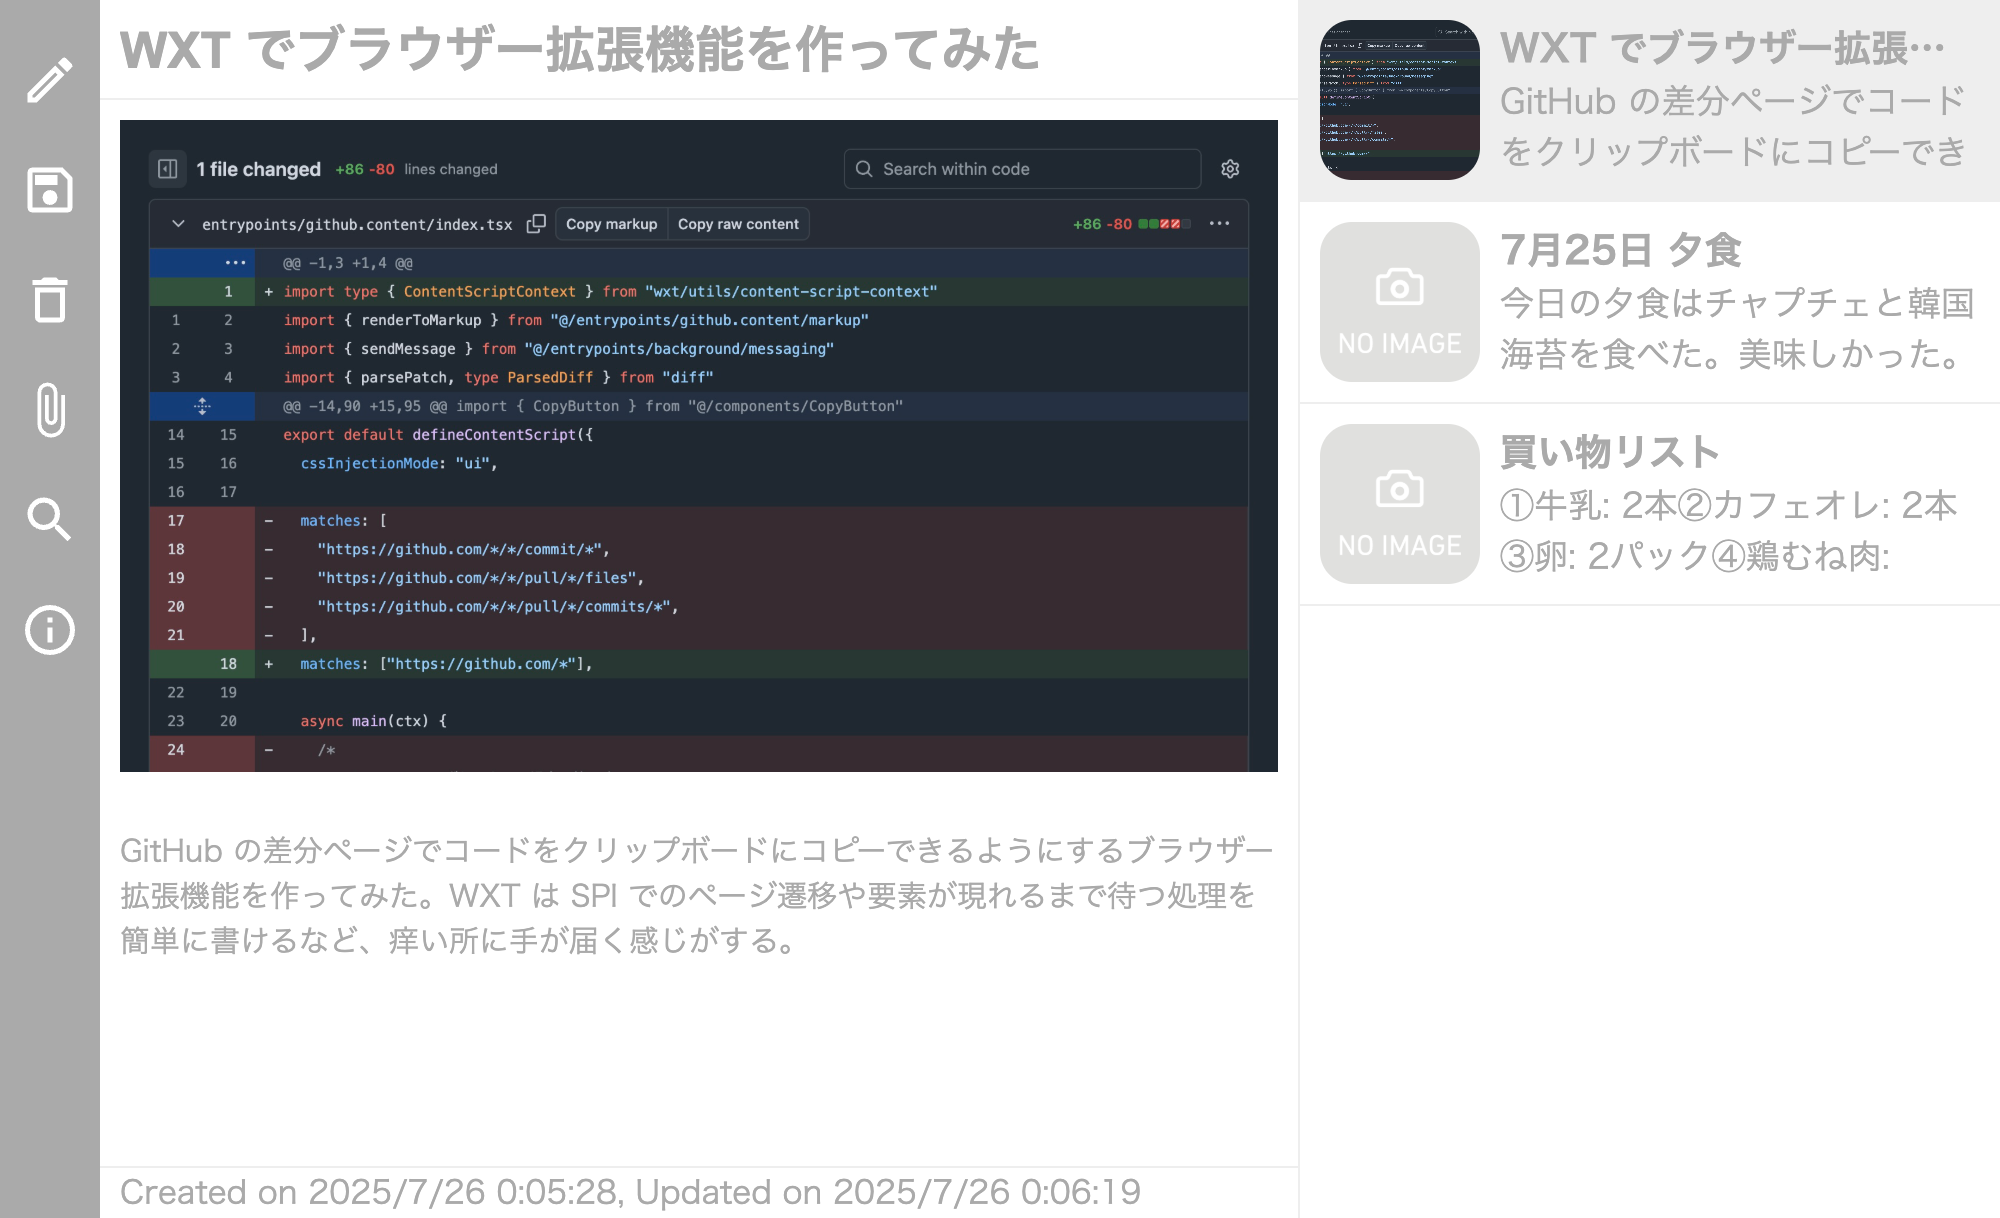 WXT でブラウザー拡張機能を作ってみた
1 file changed +86 -80 lines changed
Search within code
entrypoints/github.content/index.tsx Copy markup Copy raw content +86 -80
@@ -1,3 +1,4 @@
1 + import type { ContentScriptContext } from "wxt/utils/content-script-context"
1 2 import { renderToMarkup } from "@/entrypoints/github.content/markup"
2 3 import { sendMessage } from "@/entrypoints/background/messaging"
3 4 import { parsePatch, type ParsedDiff } from "diff"
@@ -14,90 +15,95 @@ import { CopyButton } from "@/components/CopyButton"
14 15 export default defineContentScript({
15 16 cssInjectionMode: "ui",
16 17
17 - matches: [
18 - "https://github.com/*/*/commit/*",
19 - "https://github.com/*/*/pull/*/files",
20 - "https://github.com/*/*/pull/*/commits/*",
21 - ],
18 + matches: ["https://github.com/*"],
22 19
23 20 async main(ctx) {
24 - /*
GitHub の差分ページでコードをクリップボードにコピーできるようにするブラウザー
拡張機能を作ってみた。WXT は SPI でのページ遷移や要素が現れるまで待つ処理を
簡単に書けるなど、痒い所に手が届く感じがする。
Created on 2025/7/26 0:05:28, Updated on 2025/7/26 0:06:19
WXT でブラウザー拡張…
GitHub の差分ページでコード
をクリップボードにコピーでき
NO IMAGE
7月25日 夕食
今日の夕食はチャプチェと韓国
海苔を食べた。美味しかった。
NO IMAGE
買い物リスト
①牛乳: 2本②カフェオレ: 2本
③卵: 2パック④鶏むね肉: